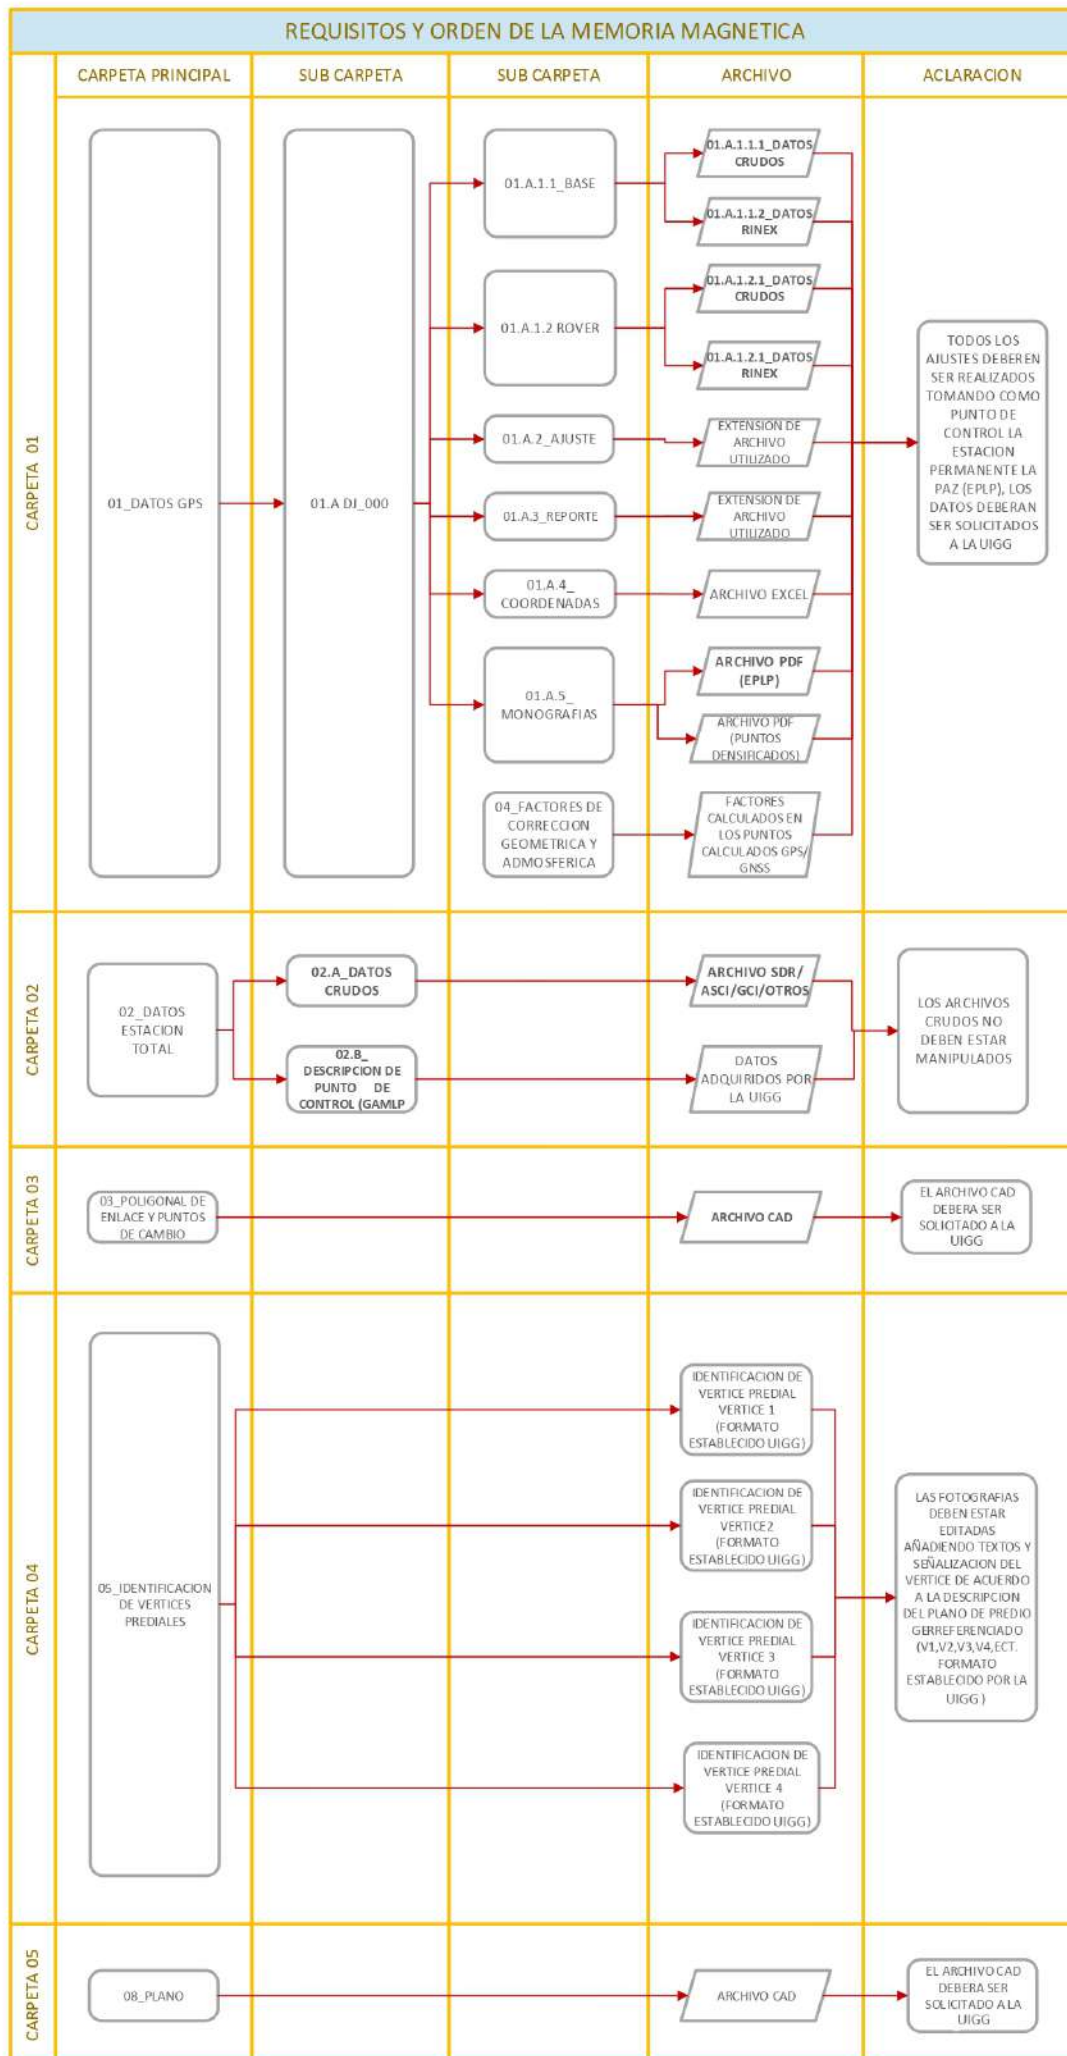 REQUISITOS Y ORDEN DE LA MEMORIA MAGNETICA
CARPETA PRINCIPAL
SUB CARPETA
SUB CARPETA
ARCHIVO
ACLARACION
CARPETA 01
01_DATOS GPS
01.A DJ_000
01.A.1.1_BASE
01.A.1.1.1_DATOS
CRUDOS
01.A.1.1.2_DATOS
RINEX
01.A.1.2 ROVER
01.A.1.2.1_DATOS
CRUDOS
01.A.1.2.1_DATOS
RINEX
01.A.2_AJUSTE
EXTENSION DE
ARCHIVO
UTILIZADO
01.A.3_REPORTE
EXTENSION DE
ARCHIVO
UTILIZADO
01.A.4_
COORDENADAS
ARCHIVO EXCEL
01.A.5_
MONOGRAFIAS
ARCHIVO PDF
(EPLP)
ARCHIVO PDF
(PUNTOS
DENSIFICADOS)
04_FACTORES DE
CORRECCION
GEOMETRICA Y
ADMOSFERICA
FACTORES
CALCULADOS EN
LOS PUNTOS
CALCULADOS GPS/
GNSS
TODOS LOS
AJUSTES DEBEREN
SER REALIZADOS
TOMANDO COMO
PUNTO DE
CONTROL LA
ESTACION
PERMANENTE LA
PAZ (EPLP), LOS
DATOS DEBERAN
SER SOLICITADOS
A LA UIGG
CARPETA 02
02_DATOS
ESTACION
TOTAL
02.A_DATOS
CRUDOS
ARCHIVO SDR/
ASCI/GCI/OTROS
02.B_
DESCRIPCION DE
PUNTO DE
CONTROL (GAMLP
DATOS
ADQUIRIDOS POR
LA UIGG
LOS ARCHIVOS
CRUDOS NO
DEBEN ESTAR
MANIPULADOS
CARPETA 03
03_POLIGONAL DE
ENLACE Y PUNTOS
DE CAMBIO
ARCHIVO CAD
EL ARCHIVO CAD
DEBERA SER
SOLICITADO A LA
UIGG
CARPETA 04
05_IDENTIFICACION
DE VERTICES
PREDIALES
IDENTIFICACION DE
VERTICE PREDIAL
VERTICE 1
(FORMATO
ESTABLECIDO UIGG)
IDENTIFICACION DE
VERTICE PREDIAL
VERTICE2
(FORMATO
ESTABLECIDO UIGG)
IDENTIFICACION DE
VERTICE PREDIAL
VERTICE 3
(FORMATO
ESTABLECIDO UIGG)
IDENTIFICACION DE
VERTICE PREDIAL
VERTICE 4
(FORMATO
ESTABLECIDO UIGG)
LAS FOTOGRAFIAS
DEBEN ESTAR
EDITADAS
AÑADIENDO TEXTOS Y
SEÑALIZACION DEL
VERTICE DE ACUERDO
A LA DESCRIPCION
DEL PLANO DE PREDIO
GERREFERENCIADO
(V1,V2,V3,V4,ECT.
FORMATO
ESTABLECIDO POR LA
UIGG )
CARPETA 05
08_PLANO
ARCHIVO CAD
EL ARCHIVO CAD
DEBERA SER
SOLICITADO A LA
UIGG